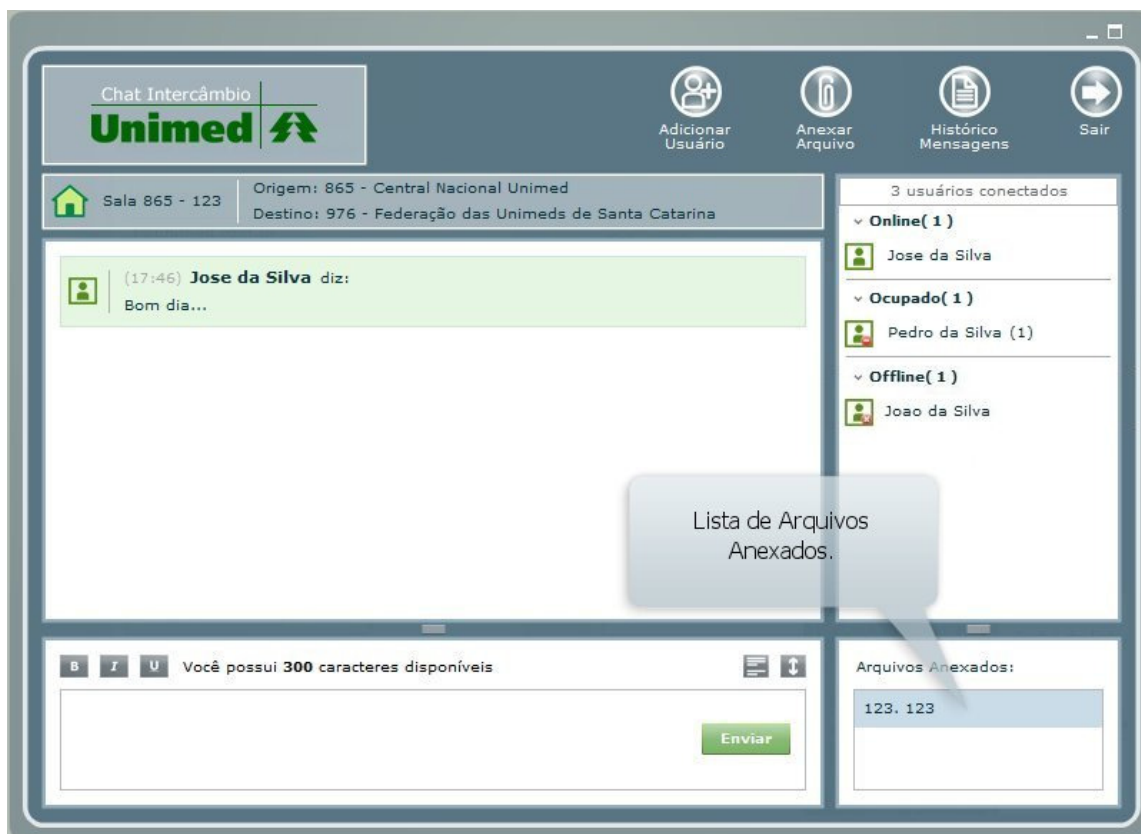 Chat Intercâmbio
Unimed
Adicionar
Usuário
Anexar
Arquivo
Histórico
Mensagens
Sair
Sala 865 - 123
Origem: 865 - Central Nacional Unimed
Destino: 976 - Federação das Unimeds de Santa Catarina
3 usuários conectados
Online( 1 )
Jose da Silva
Ocupado( 1 )
Pedro da Silva (1)
Offline( 1 )
Joao da Silva
(17:46) Jose da Silva diz:
Bom dia...
Lista de Arquivos
Anexados.
B I U Você possui 300 caracteres disponíveis
Enviar
Arquivos Anexados:
123. 123